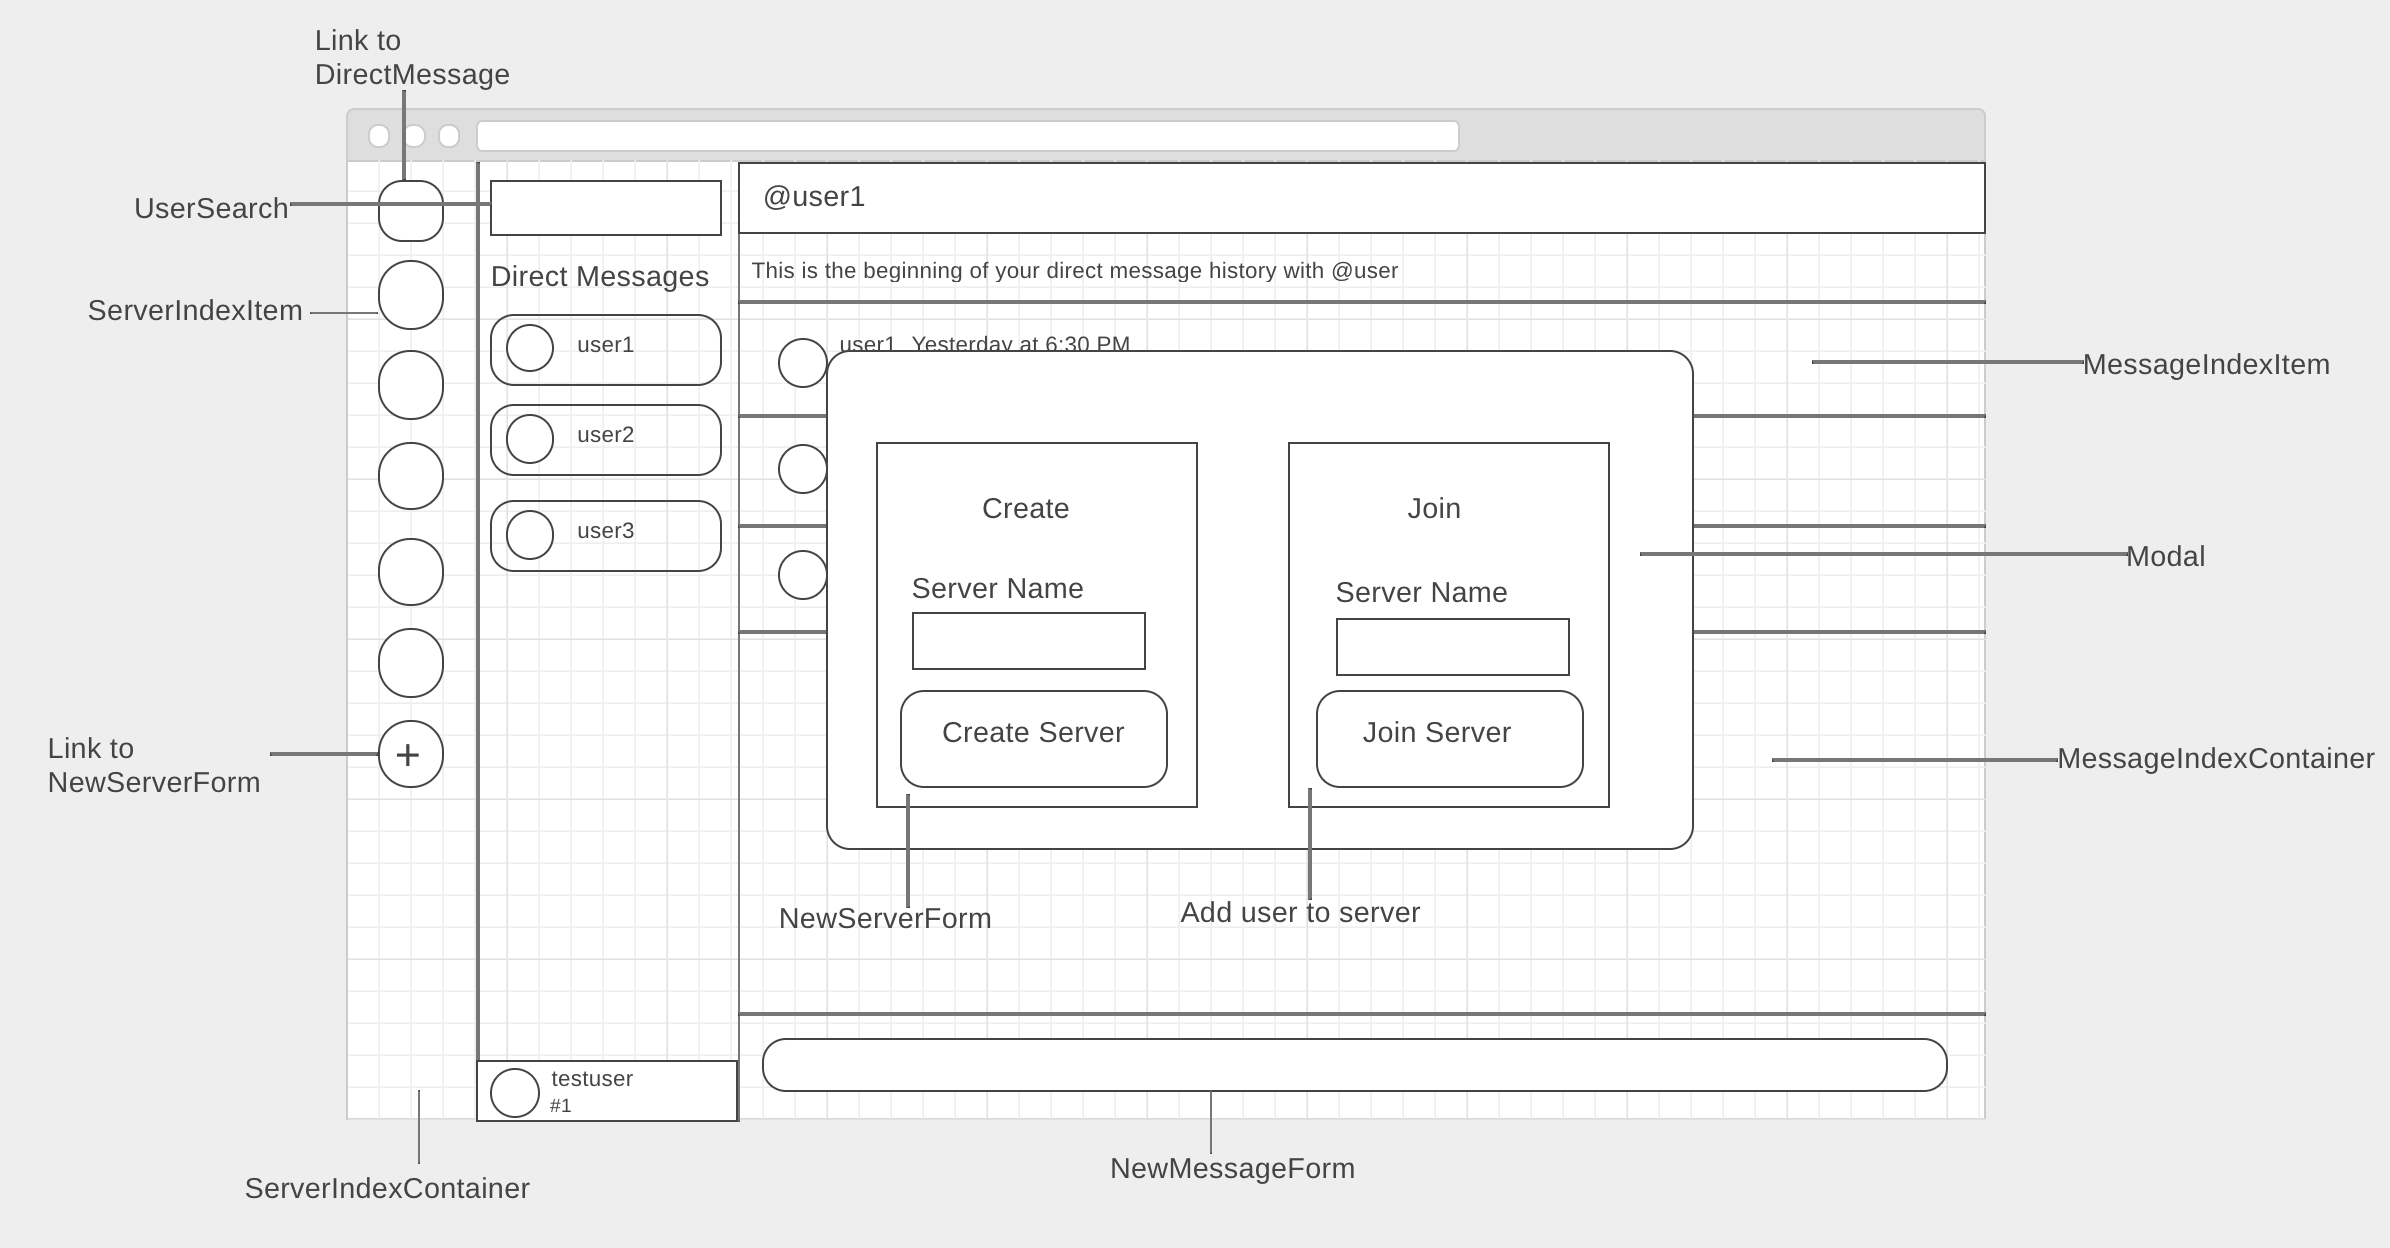 Link to
DirectMessage
UserSearch
@user1
This is the beginning of your direct message history with @user
Direct Messages
ServerIndexItem
user1
user1 Yesterday at 6:30 PM
MessageIndexItem
user2
user3
Create
Join
Modal
Server Name
Server Name
Create Server
Join Server
Link to
NewServerForm
+
MessageIndexContainer
NewServerForm
Add user to server
testuser
#1
ServerIndexContainer
NewMessageForm